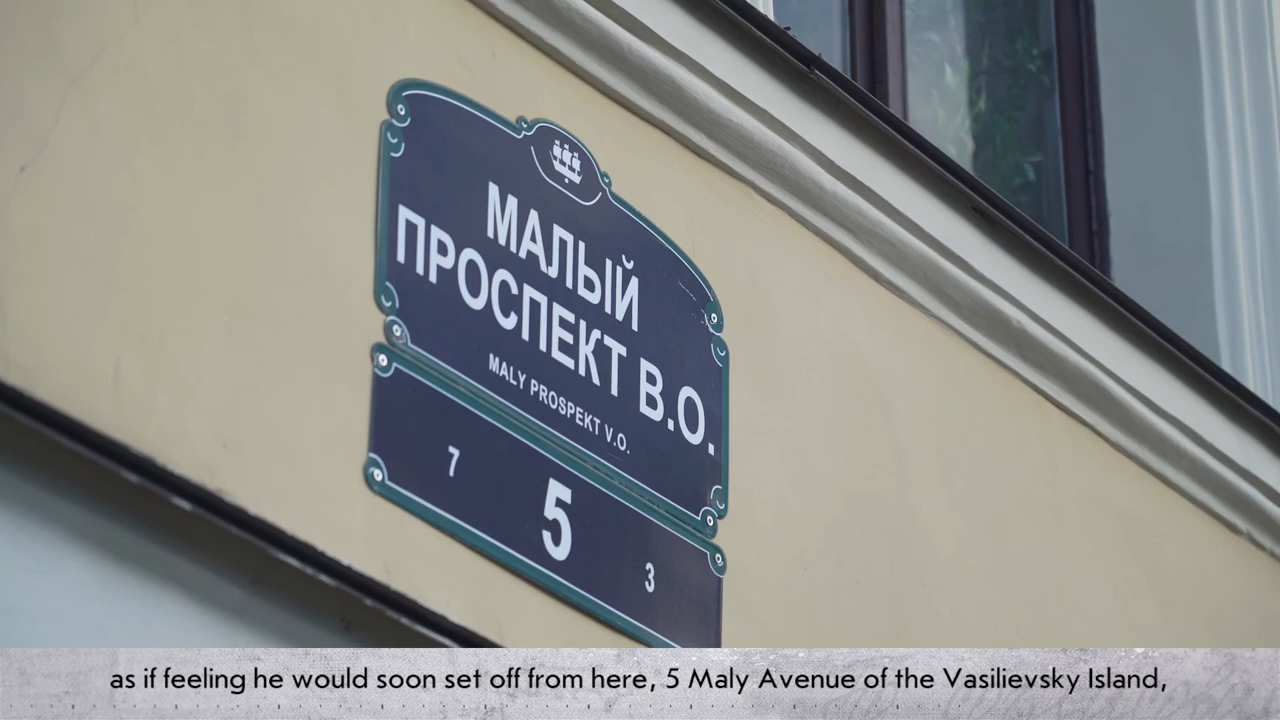 МАЛЫЙ
ПРОСПЕКТ В.О.
MALY PROSPEKT V.O.
7 5 3
as if feeling he would soon set off from here, 5 Maly Avenue of the Vasilievsky Island,